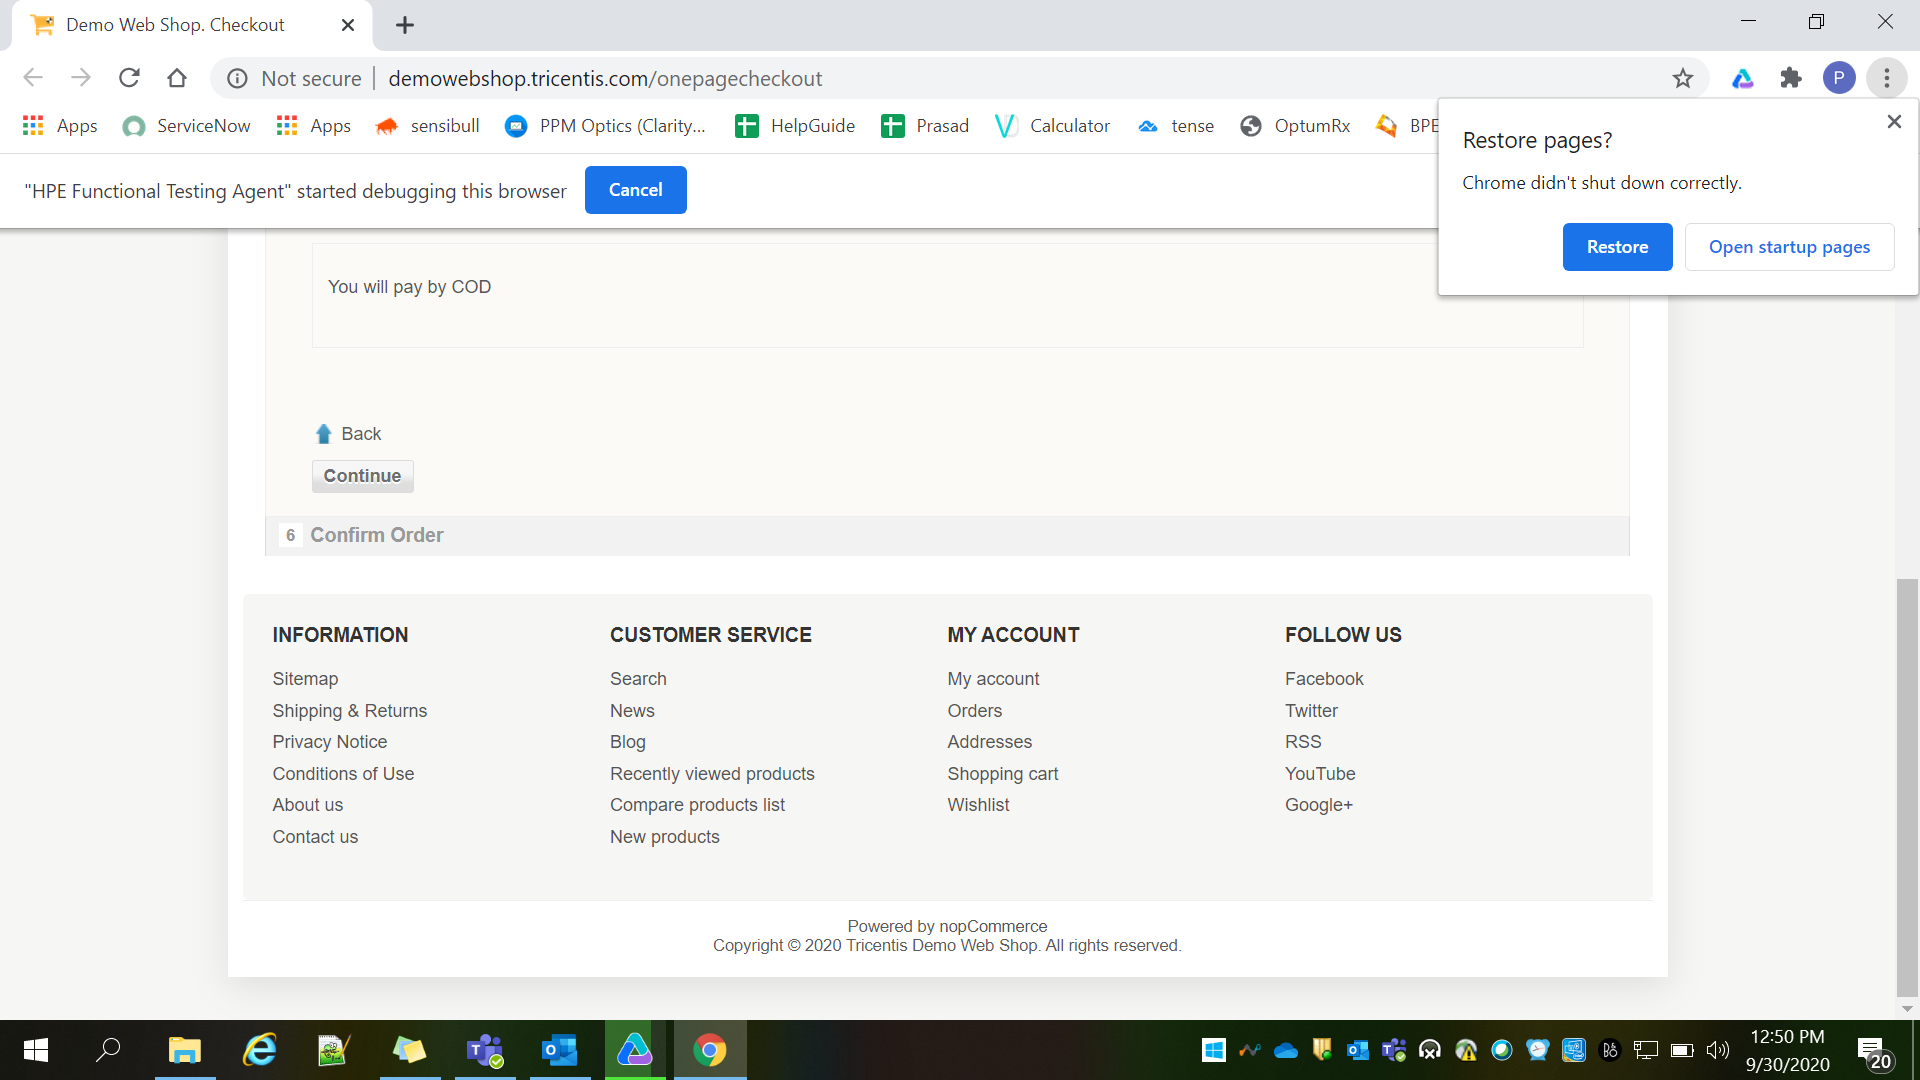 Demo Web Shop. Checkout
Not secure
demowebshop.tricentis.com/onepagecheckout
P
Apps
ServiceNow
Apps
sensibull
PPM Optics (Clarity...
HelpGuide
Prasad
Calculator
tense
OptumRx
BPE
"HPE Functional Testing Agent" started debugging this browser
Cancel
Restore pages?
Chrome didn't shut down correctly.
Restore
Open startup pages
You will pay by COD
Back
Continue
6 Confirm Order
INFORMATION
Sitemap
Shipping & Returns
Privacy Notice
Conditions of Use
About us
Contact us
CUSTOMER SERVICE
Search
News
Blog
Recently viewed products
Compare products list
New products
MY ACCOUNT
My account
Orders
Addresses
Shopping cart
Wishlist
FOLLOW US
Facebook
Twitter
RSS
YouTube
Google+
Powered by nopCommerce
Copyright © 2020 Tricentis Demo Web Shop. All rights reserved.
12:50 PM
9/30/2020
20